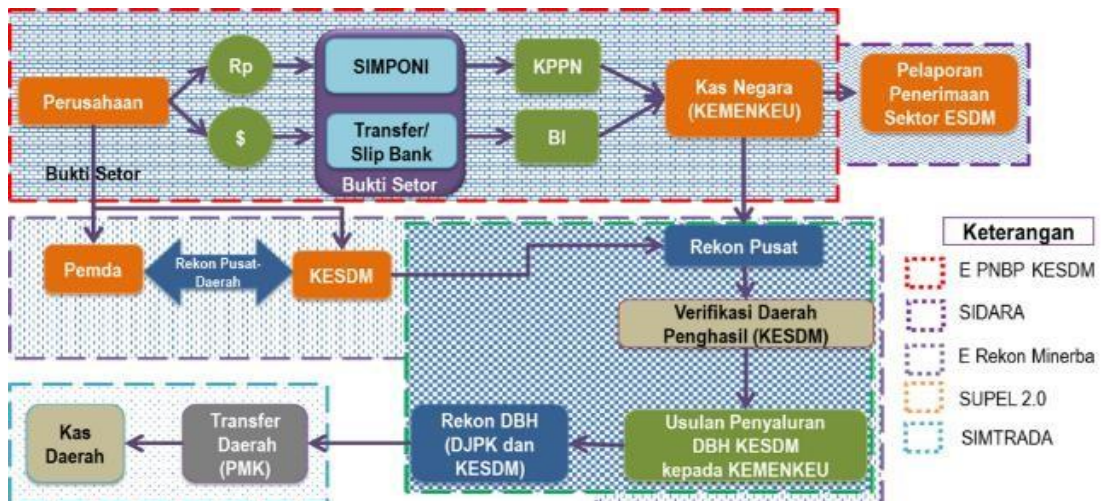 Perusahaan
Rp
$
SIMPONI
Transfer/
Slip Bank
Bukti Setor
KPPN
BI
Kas Negara
(KEMENKEU)
Pelaporan
Penerimaan
Sektor ESDM
Bukti Setor
Pemda
Rekon Pusat-
Daerah
KESDM
Rekon Pusat
Verifikasi Daerah
Penghasil (KESDM)
Usulan Penyaluran
DBH KESDM
kepada KEMENKEU
Rekon DBH
(DJPK dan
KESDM)
Transfer
Daerah
(PMK)
Kas
Daerah
Keterangan
E PNBP KESDM
SIDARA
E Rekon Minerba
SUPEL 2.0
SIMTRADA